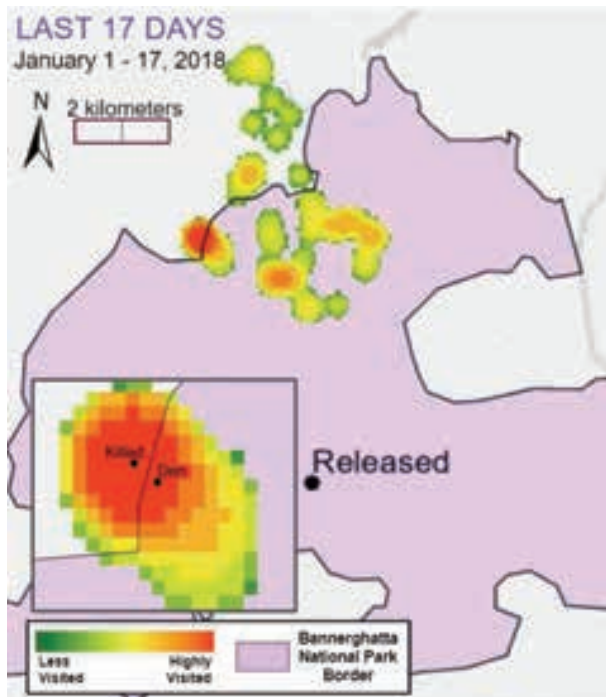 LAST 17 DAYS
January 1 - 17, 2018
N
2 kilometers
Killed
Den
Released
Less
Visited
Highly
Visited
Bannerghatta
National Park
Border